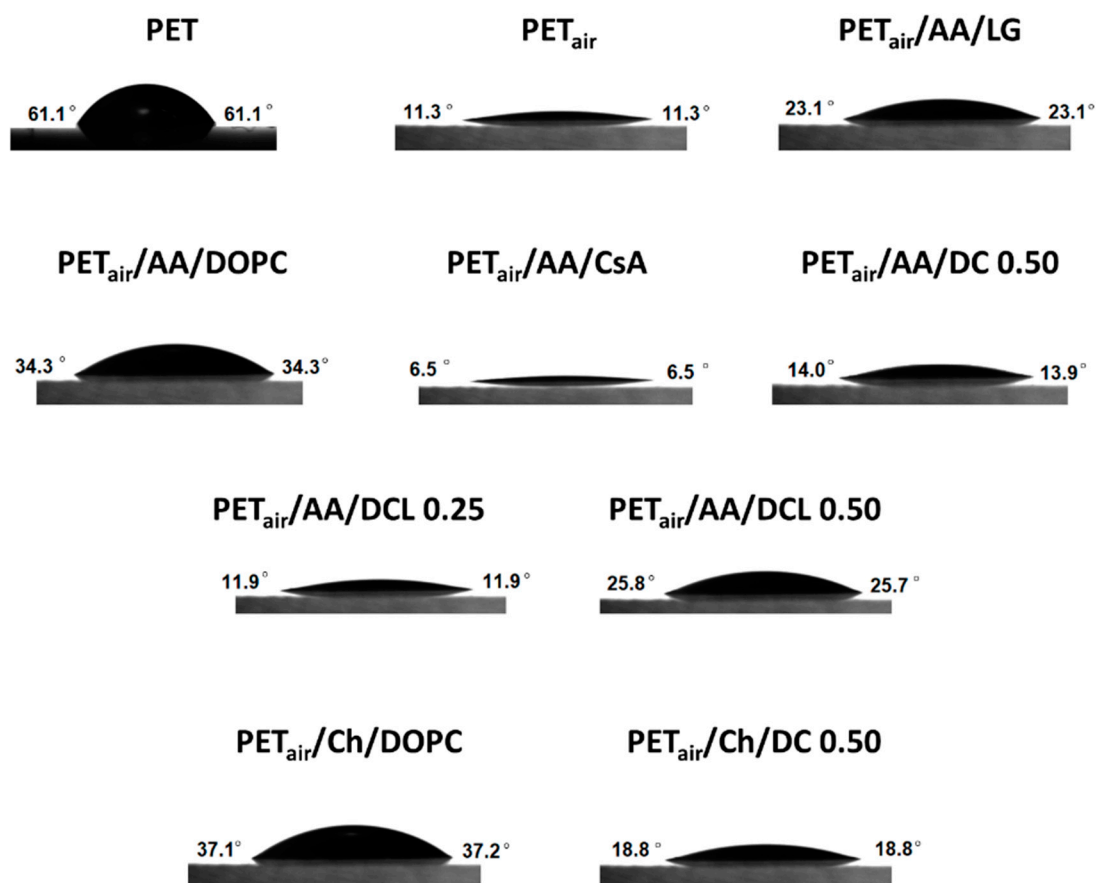 PET PETair PETair/AA/LG
61.1° 61.1° 11.3° 11.3° 23.1° 23.1°
PETair/AA/DOPC PETair/AA/CsA PETair/AA/DC 0.50
34.3° 34.3° 6.5° 6.5° 14.0° 13.9°
PETair/AA/DCL 0.25 PETair/AA/DCL 0.50
11.9° 11.9° 25.8° 25.7°
PETair/Ch/DOPC PETair/Ch/DC 0.50
37.1° 37.2° 18.8° 18.8°